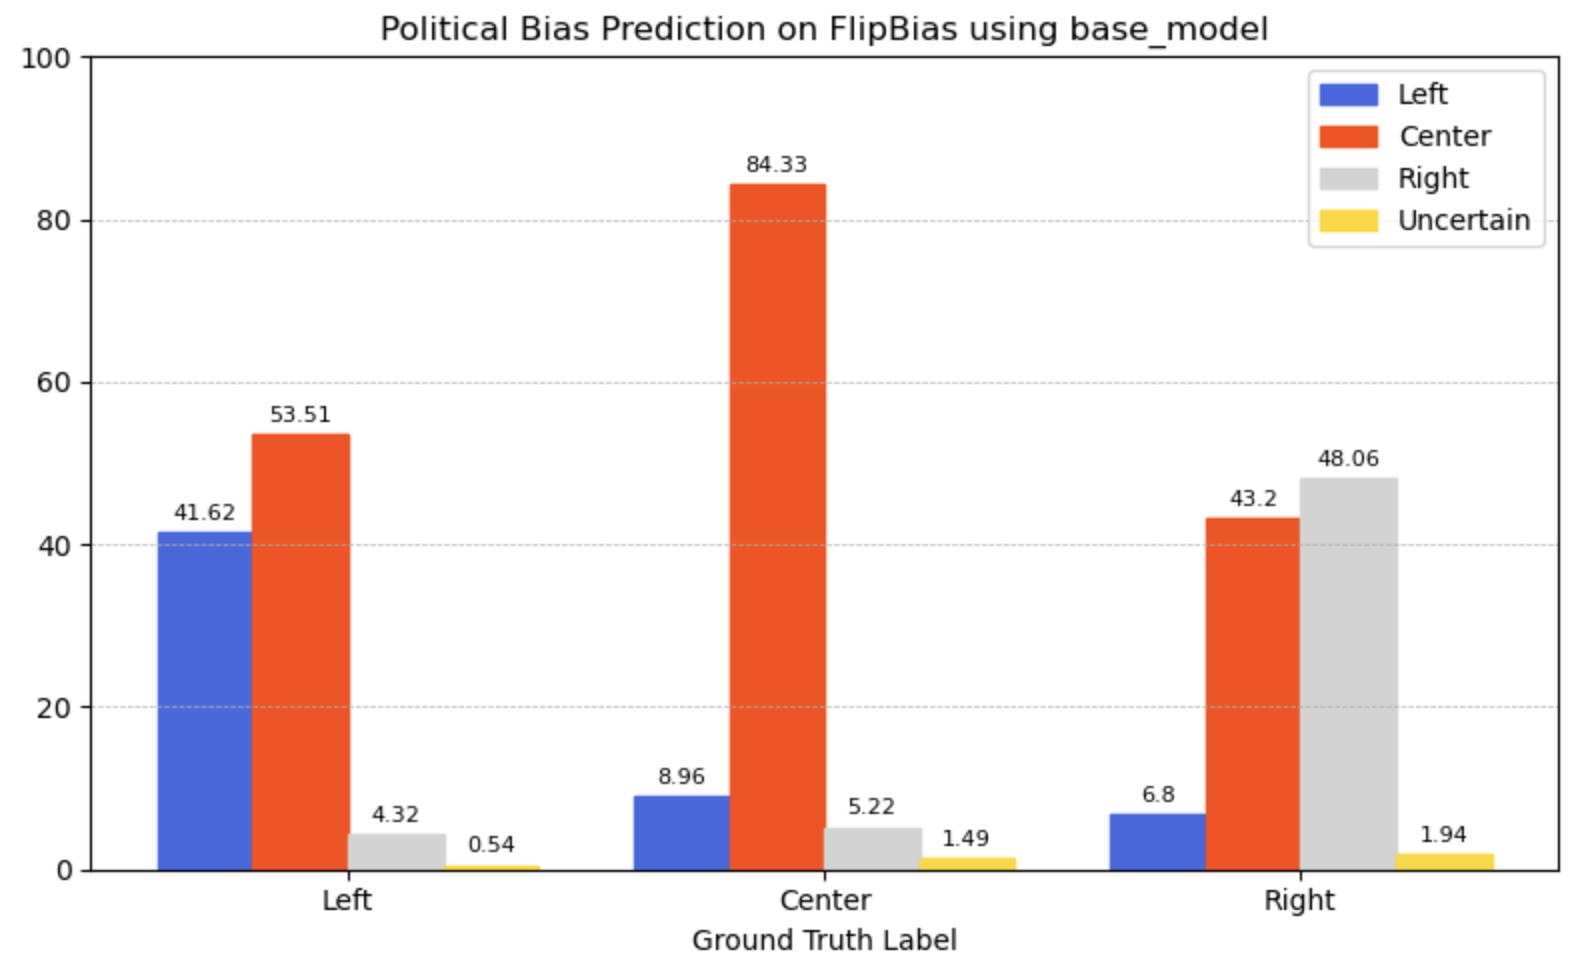 Political Bias Prediction on FlipBias using base_model
100
80
60
40
20
0
Left
Center
Right
Uncertain
41.62
53.51
4.32
0.54
8.96
84.33
5.22
1.49
6.8
43.2
48.06
1.94
Left
Center
Right
Ground Truth Label